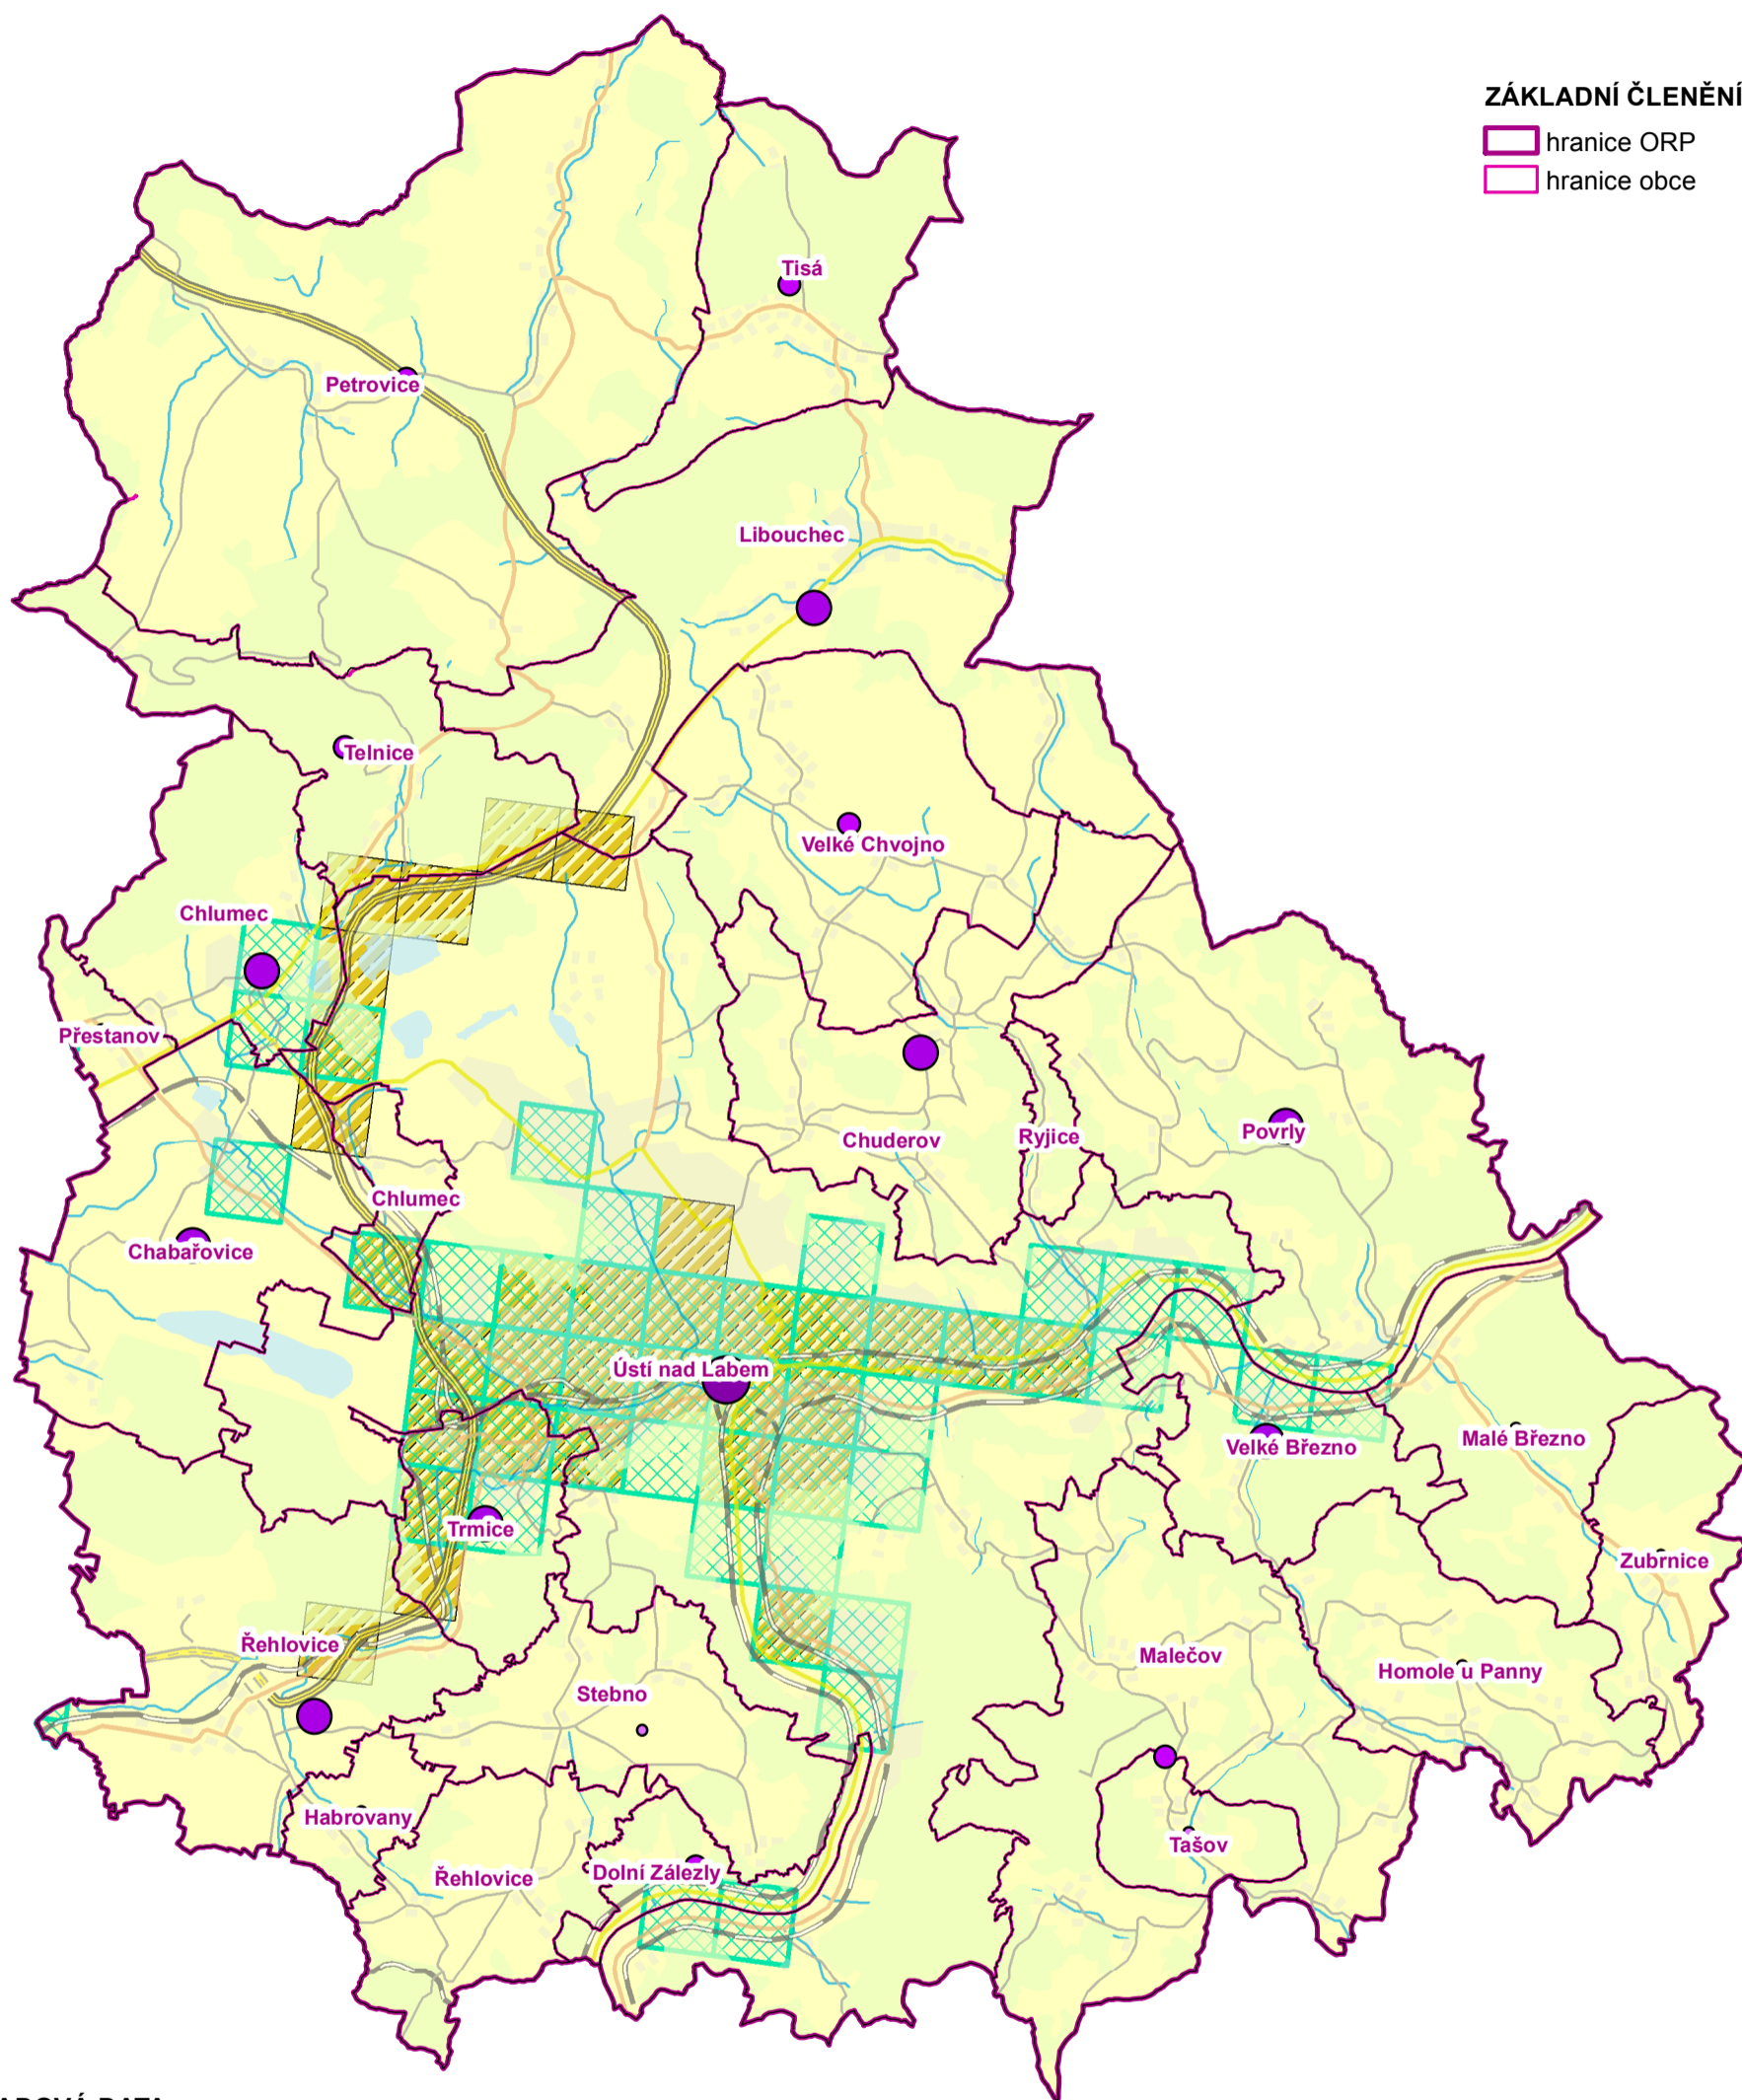 ZÁKLADNÍ ČLENĚNÍ
hranice ORP
hranice obce
Tisá
Petrovice
Libouchec
Telnice
Velké Chvojno
Chlumec
Přestanov
Chuderov
Ryjice
Povrly
Chlumec
Chabařovice
Ústí nad Labem
Malé Březno
Velké Březno
Trmice
Zubrnice
Řehlovice
Malečov
Homole u Panny
Stebno
Habrovany
Tašov
Řehlovice
Dolní Zálezly